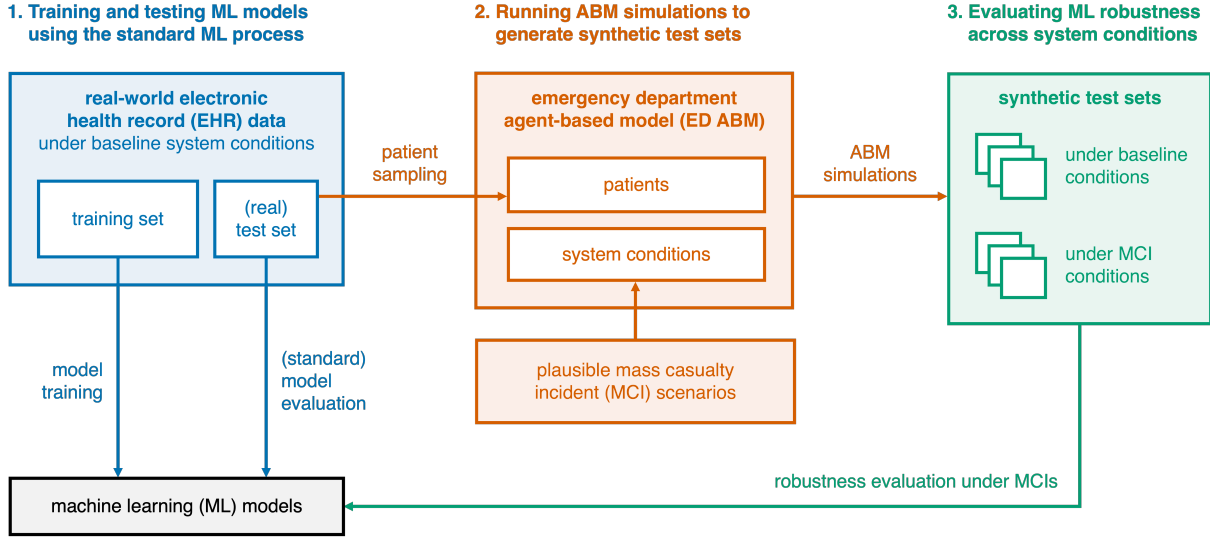 1. Training and testing ML models
using the standard ML process
real-world electronic
health record (EHR) data
under baseline system conditions
training set
(real)
test set
model
training
(standard)
model
evaluation
machine learning (ML) models
patient
sampling
2. Running ABM simulations to
generate synthetic test sets
emergency department
agent-based model (ED ABM)
patients
system conditions
plausible mass casualty
incident (MCI) scenarios
ABM
simulations
3. Evaluating ML robustness
across system conditions
synthetic test sets
under baseline
conditions
under MCI
conditions
robustness evaluation under MCIs